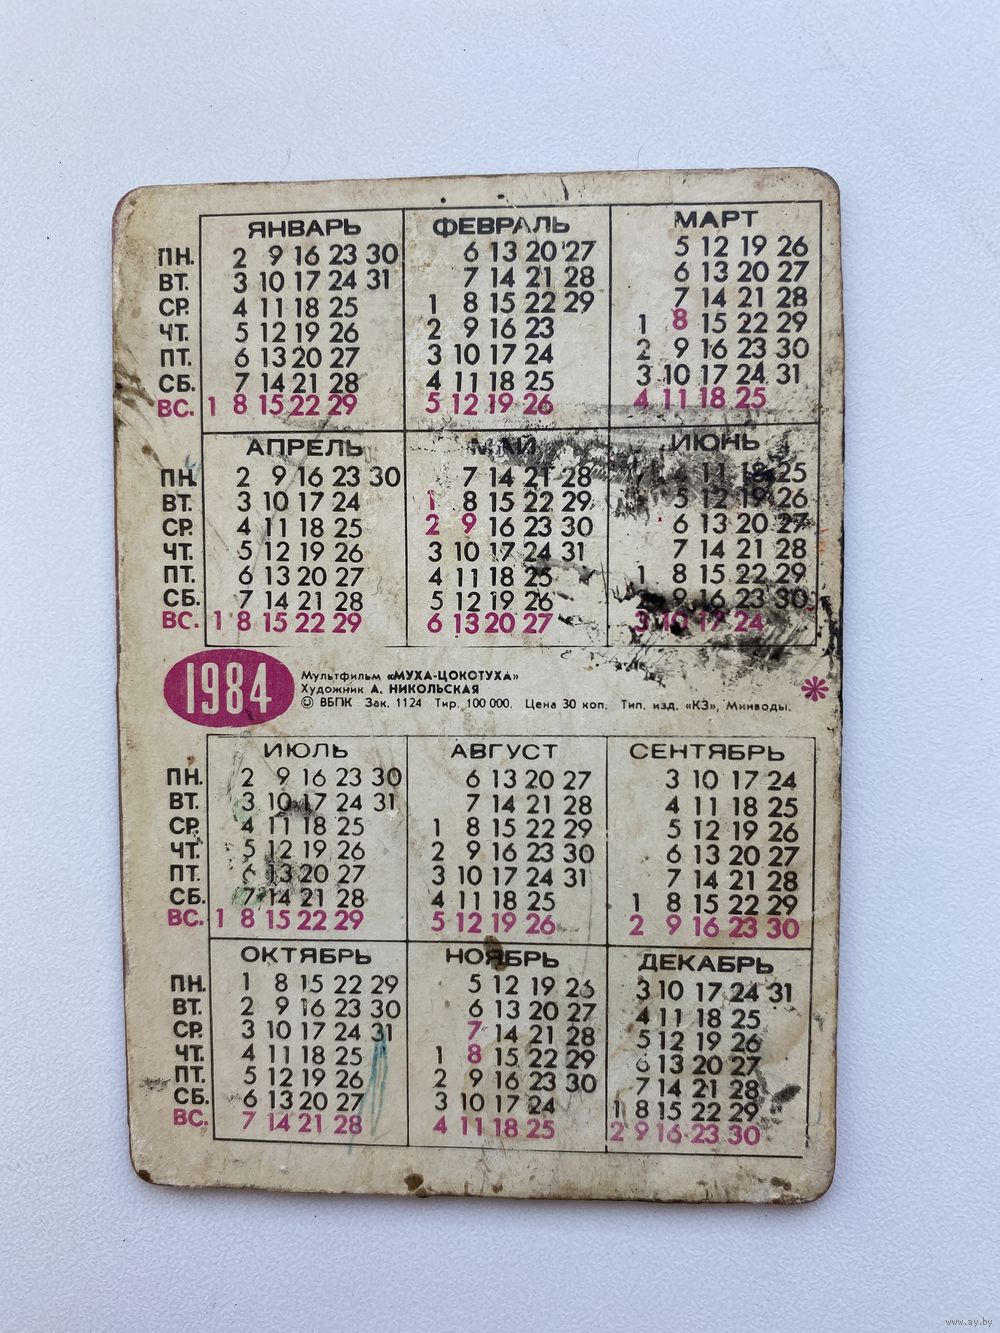 ЯНВАРЬ ФЕВРАЛЬ МАРТ
ПН. 2 9 16 23 30 6 13 20 27 5 12 19 26
ВТ. 3 10 17 24 31 7 14 21 28 6 13 20 27
СР. 4 11 18 25 1 8 15 22 29 7 14 21 28
ЧТ. 5 12 19 26 2 9 16 23 1 8 15 22 29
ПТ. 6 13 20 27 3 10 17 24 2 9 16 23 30
СБ. 7 14 21 28 4 11 18 25 3 10 17 24 31
ВС. 1 8 15 22 29 5 12 19 26 4 11 18 25
АПРЕЛЬ МАЙ ИЮНЬ
ПН. 2 9 16 23 30 7 14 21 28 11 18 25
ВТ. 3 10 17 24 1 8 15 22 29 5 12 19 26
СР. 4 11 18 25 2 9 16 23 30 6 13 20 27
ЧТ. 5 12 19 26 3 10 17 24 31 7 14 21 28
ПТ. 6 13 20 27 4 11 18 25 1 8 15 22 29
СБ. 7 14 21 28 5 12 19 26 2 9 16 23 30
ВС. 1 8 15 22 29 6 13 20 27 3 10 17 24
1984
Мультфильм «МУХА-ЦОКОТУХА»
Художник А. НИКОЛЬСКАЯ
© ВБПК Зак. 1124 Тир. 100 000. Цена 30 коп. Тип. изд. «КЗ», Минводы.
ИЮЛЬ АВГУСТ СЕНТЯБРЬ
ПН. 2 9 16 23 30 6 13 20 27 3 10 17 24
ВТ. 3 10 17 24 31 7 14 21 28 4 11 18 25
СР. 4 11 18 25 1 8 15 22 29 5 12 19 26
ЧТ. 5 12 19 26 2 9 16 23 30 6 13 20 27
ПТ. 6 13 20 27 3 10 17 24 31 7 14 21 28
СБ. 7 14 21 28 4 11 18 25 1 8 15 22 29
ВС. 1 8 15 22 29 5 12 19 26 2 9 16 23 30
ОКТЯБРЬ НОЯБРЬ ДЕКАБРЬ
ПН. 1 8 15 22 29 5 12 19 26 3 10 17 24 31
ВТ. 2 9 16 23 30 6 13 20 27 4 11 18 25
СР. 3 10 17 24 31 7 14 21 28 5 12 19 26
ЧТ. 4 11 18 25 1 8 15 22 29 6 13 20 27
ПТ. 5 12 19 26 2 9 16 23 30 7 14 21 28
СБ. 6 13 20 27 3 10 17 24 1 8 15 22 29
ВС. 7 14 21 28 4 11 18 25 2 9 16 23 30
www.ay.by